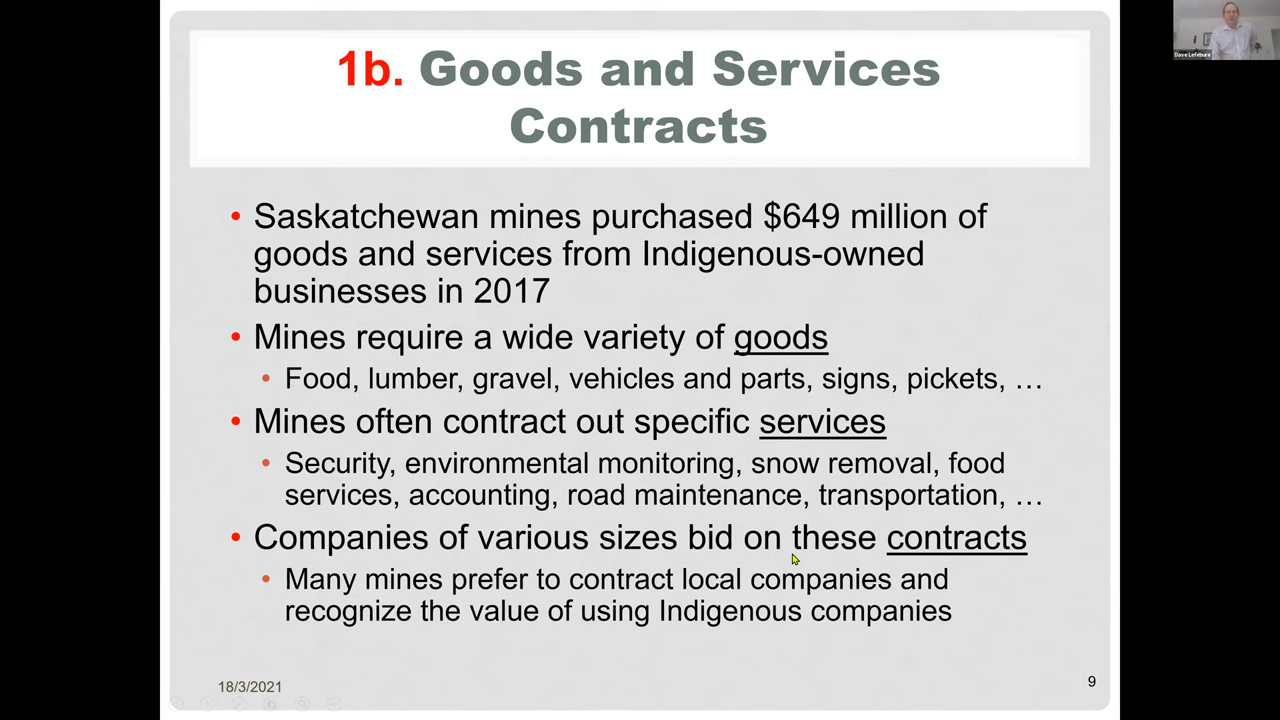 1b. Goods and Services
Contracts
• Saskatchewan mines purchased $649 million of
goods and services from Indigenous-owned
businesses in 2017
• Mines require a wide variety of goods
• Food, lumber, gravel, vehicles and parts, signs, pickets, …
• Mines often contract out specific services
• Security, environmental monitoring, snow removal, food
services, accounting, road maintenance, transportation, …
• Companies of various sizes bid on these contracts
• Many mines prefer to contract local companies and
recognize the value of using Indigenous companies
18/3/2021
9
Dave Lefebure